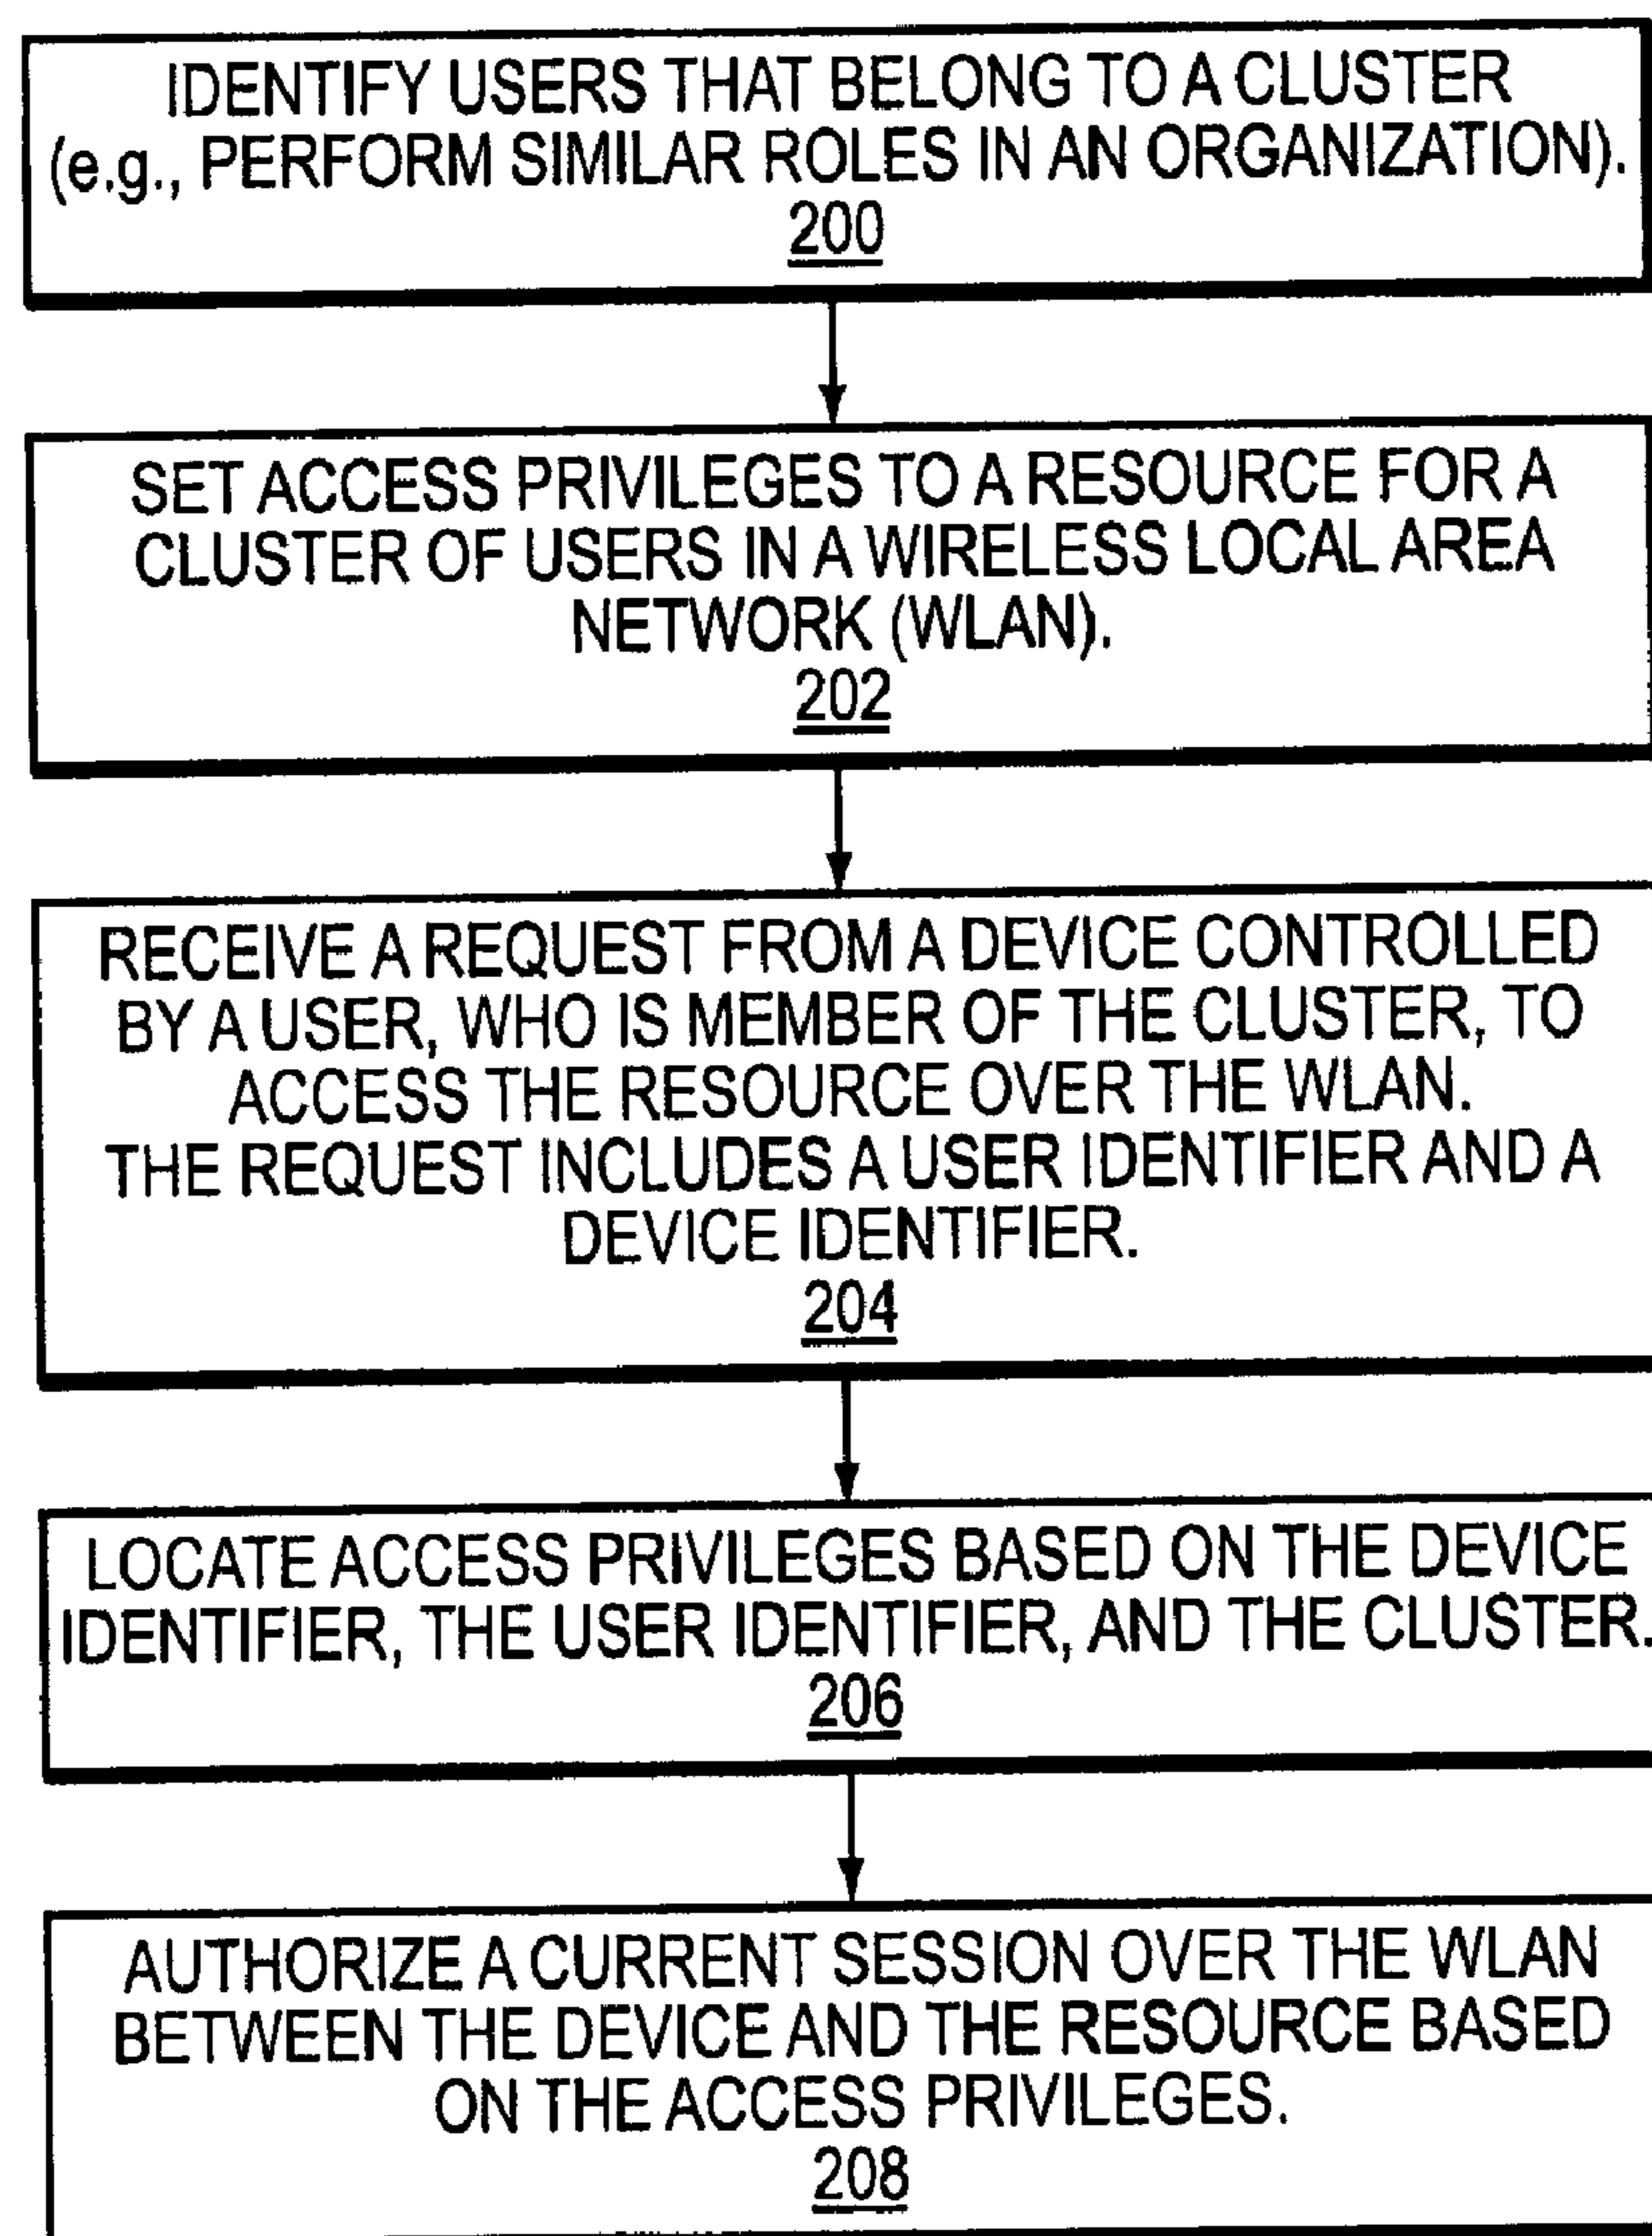 IDENTIFY USERS THAT BELONG TO A CLUSTER
(e.g., PERFORM SIMILAR ROLES IN AN ORGANIZATION).
200
SET ACCESS PRIVILEGES TO A RESOURCE FOR A
CLUSTER OF USERS IN A WIRELESS LOCAL AREA
NETWORK (WLAN).
202
RECEIVE A REQUEST FROM A DEVICE CONTROLLED
BY A USER, WHO IS MEMBER OF THE CLUSTER, TO
ACCESS THE RESOURCE OVER THE WLAN.
THE REQUEST INCLUDES A USER IDENTIFIER AND A
DEVICE IDENTIFIER.
204
LOCATE ACCESS PRIVILEGES BASED ON THE DEVICE
IDENTIFIER, THE USER IDENTIFIER, AND THE CLUSTER.
206
AUTHORIZE A CURRENT SESSION OVER THE WLAN
BETWEEN THE DEVICE AND THE RESOURCE BASED
ON THE ACCESS PRIVILEGES.
208